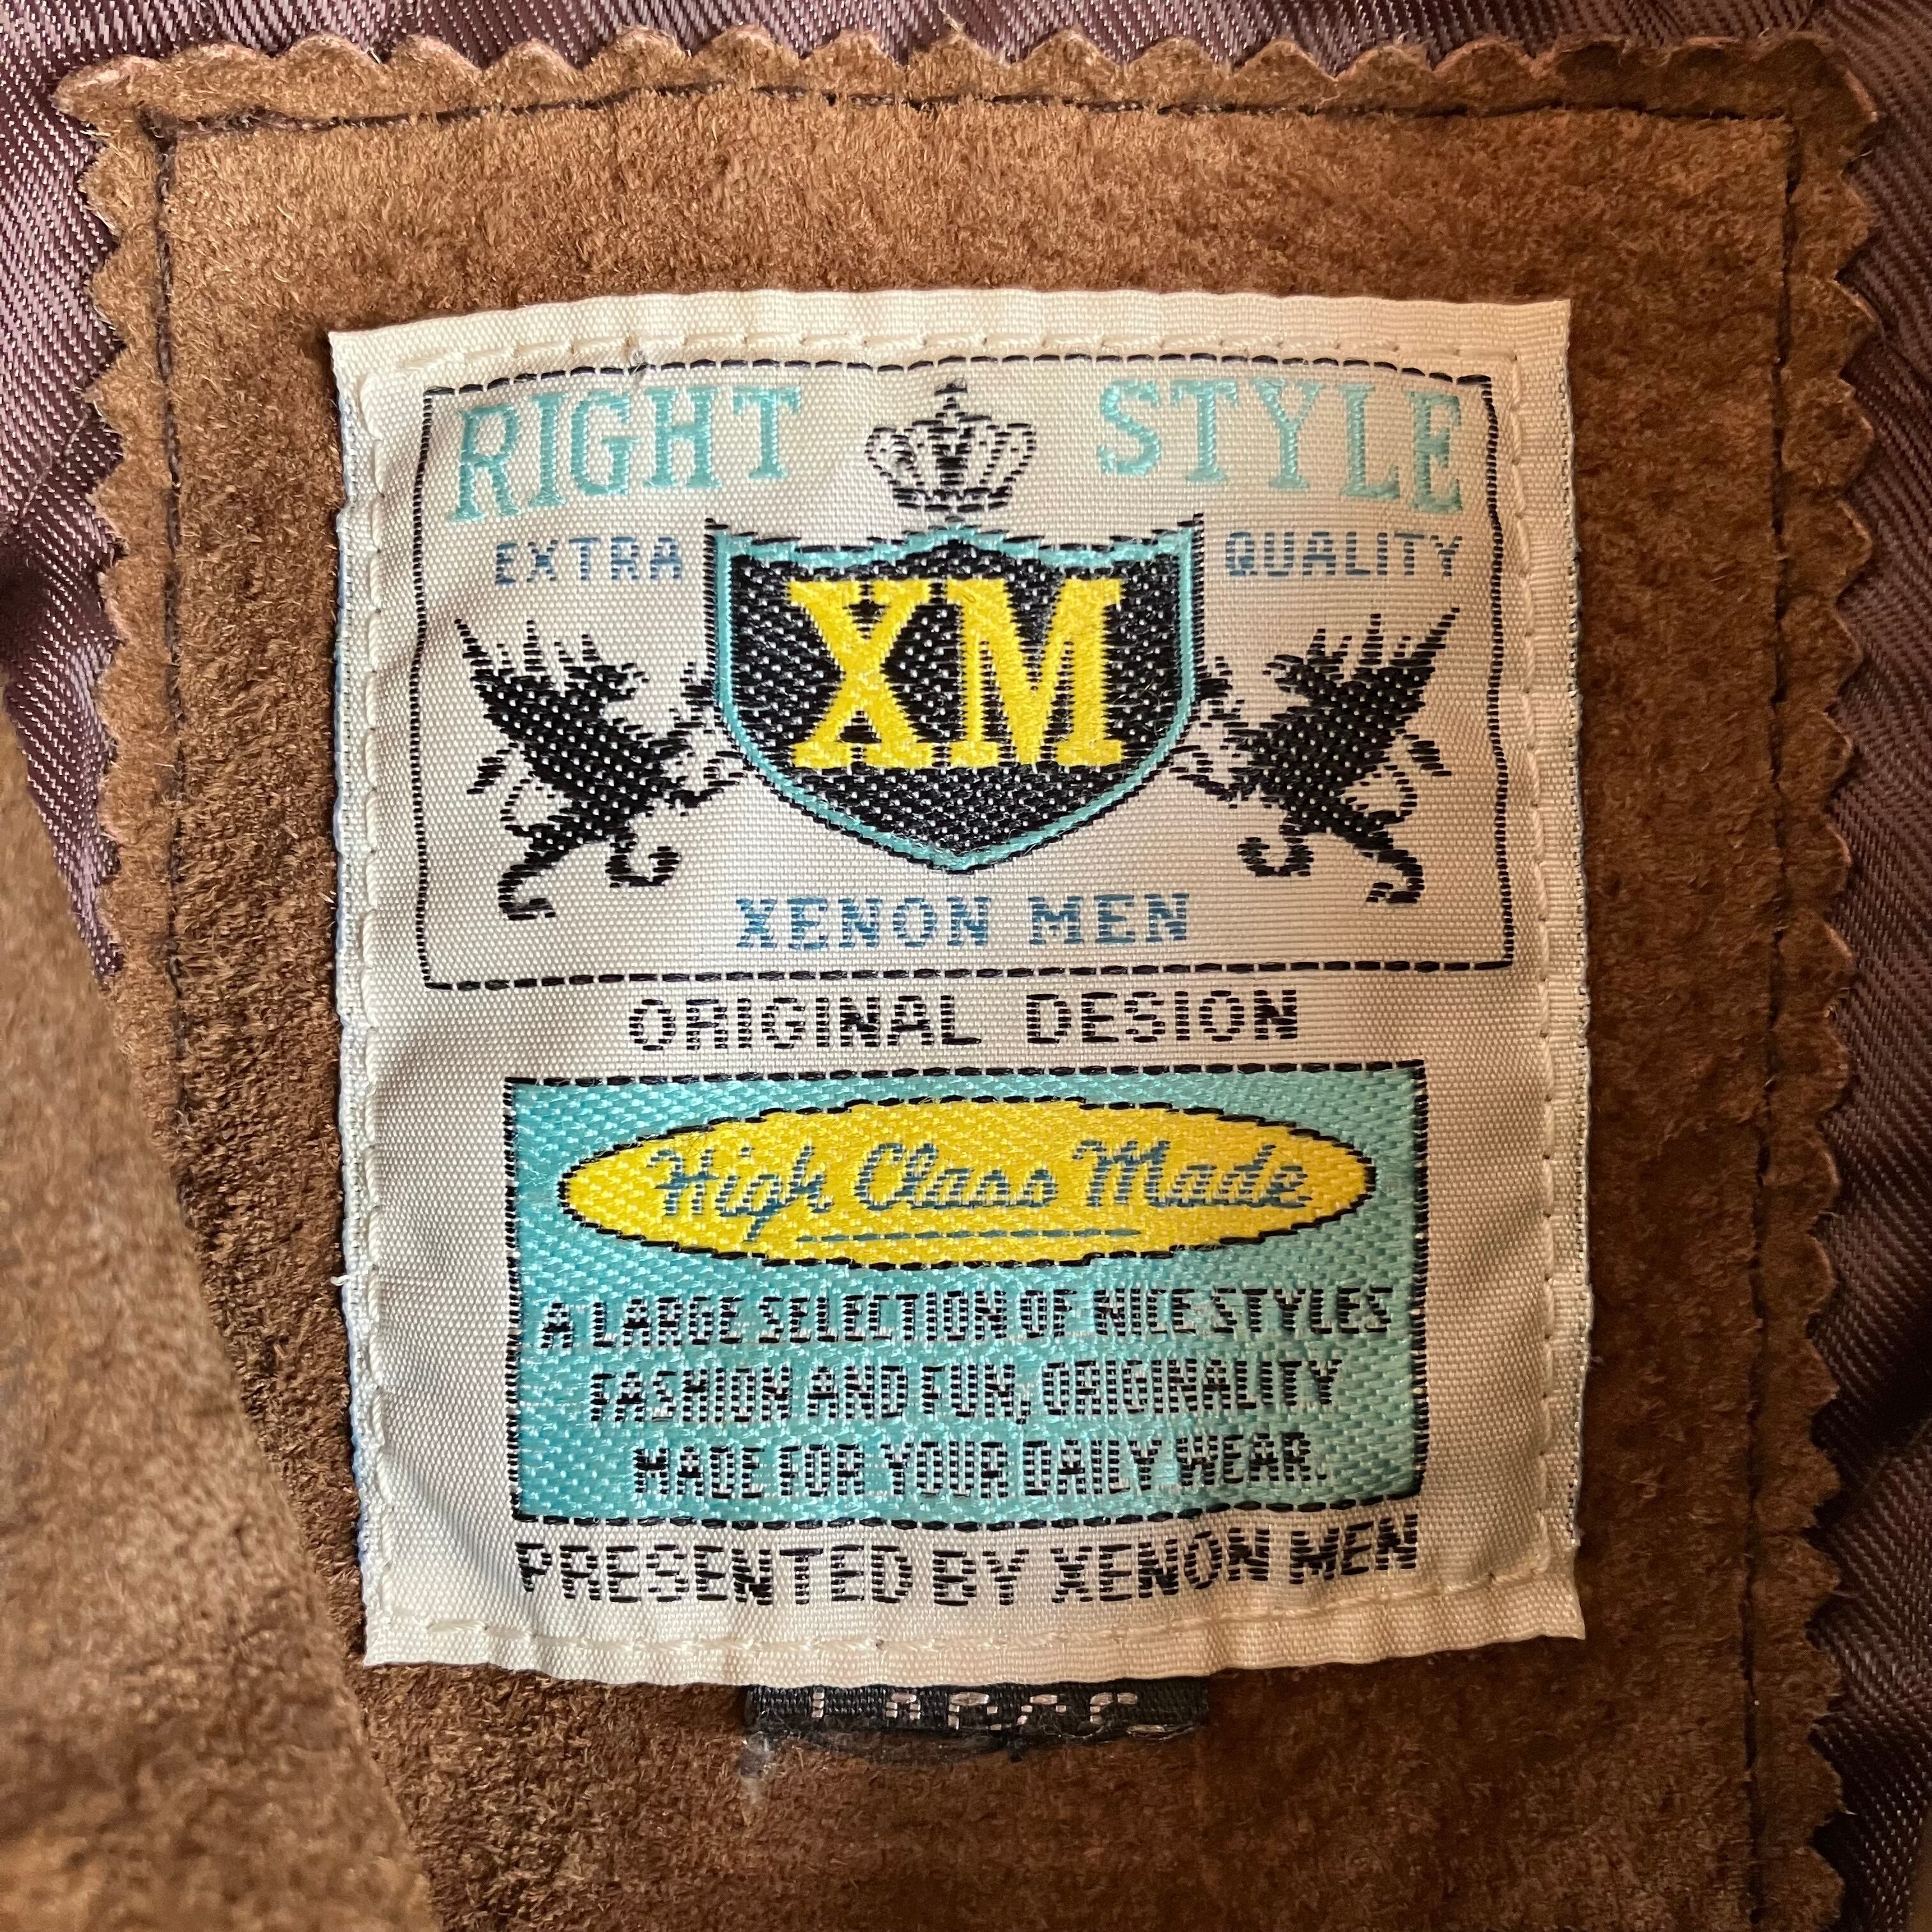 RIGHT STYLE
EXTRA QUALITY
XM
XENON MEN
ORIGINAL DESION
High Class Made
A LARGE SELECTION OF NICE STYLES
FASHION AND FUN, ORIGINALITY
MADE FOR YOUR DAILY WEAR.
PRESENTED BY XENON MEN